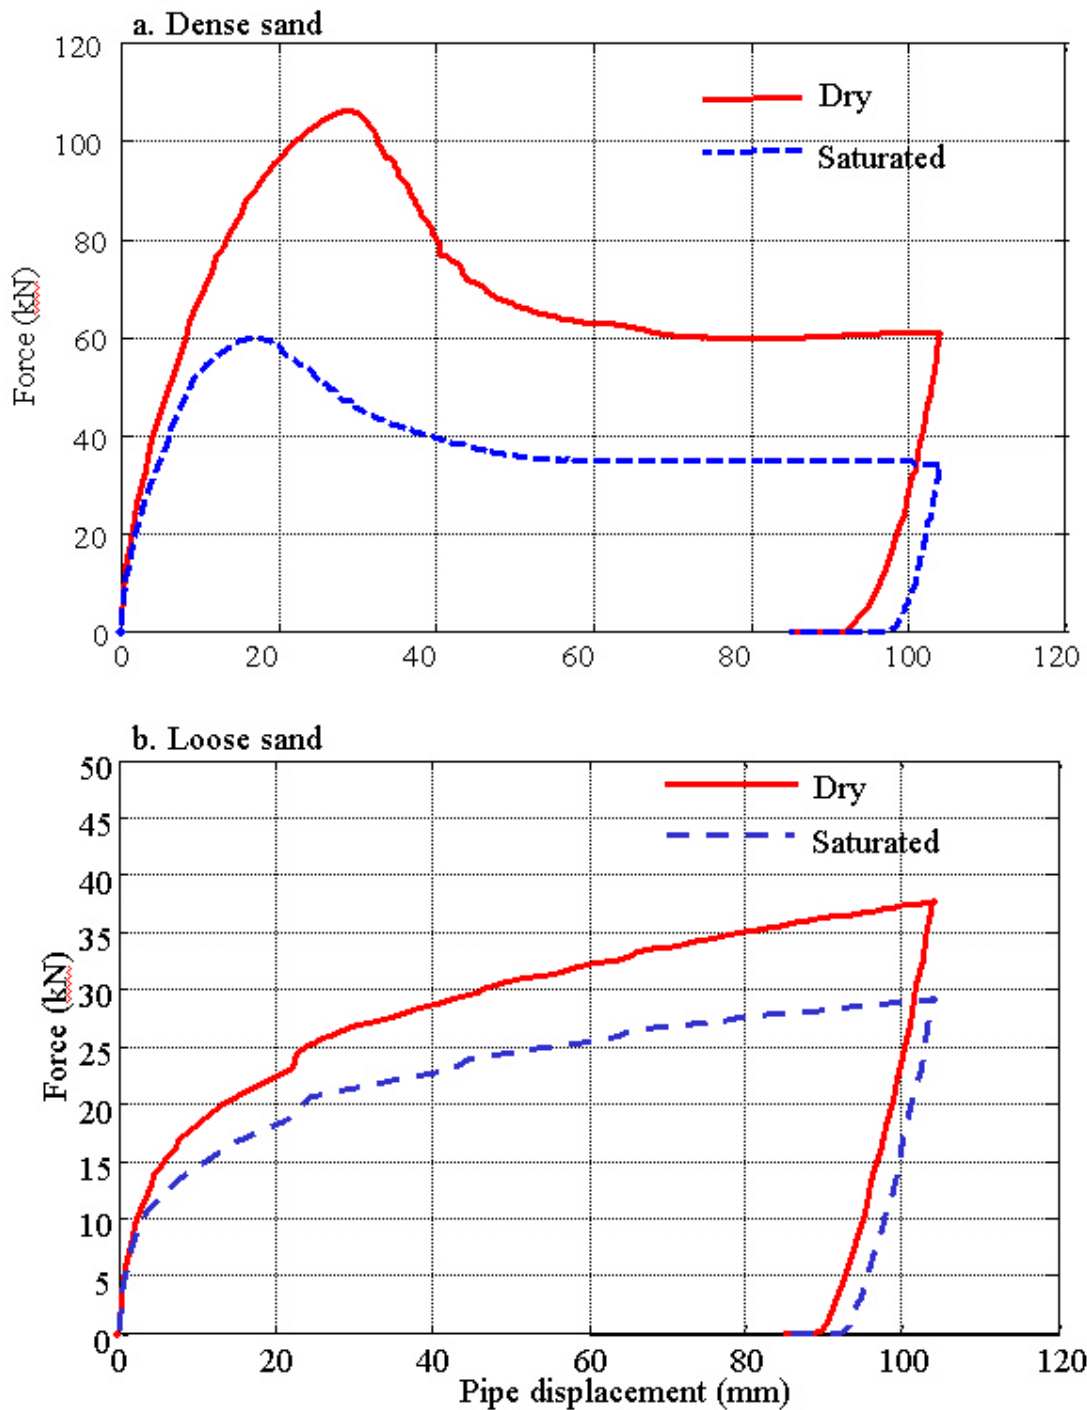 a. Dense sand
120
100
80
60
40
20
0
Force (kN)
Dry
Saturated
0 20 40 60 80 100 120
b. Loose sand
50
45
40
35
30
25
20
15
10
5
0
Force (kN)
Dry
Saturated
0 20 40 60 80 100 120
Pipe displacement (mm)